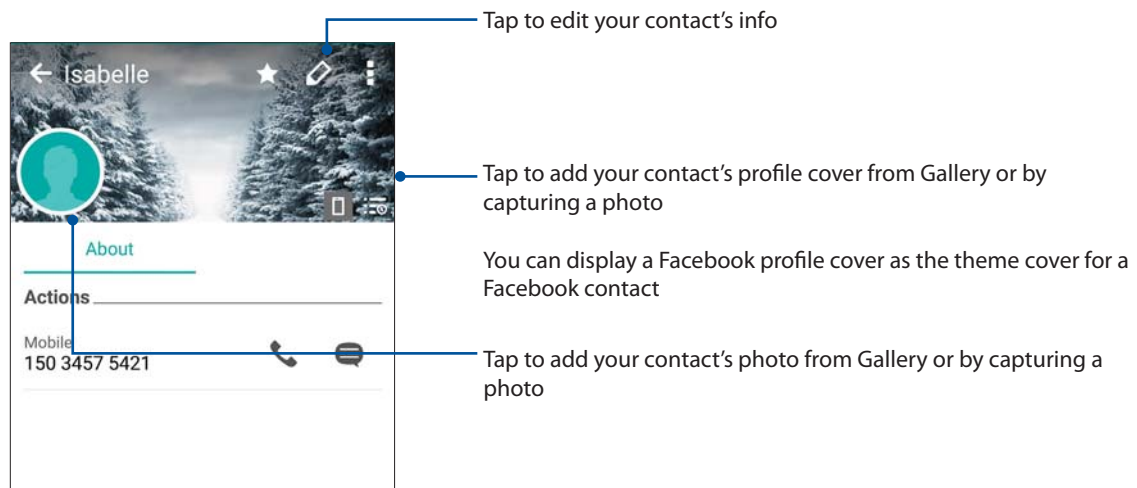 Tap to edit your contact's info
Isabelle
Tap to add your contact's profile cover from Gallery or by
capturing a photo
About
You can display a Facebook profile cover as the theme cover for a
Facebook contact
Actions
Mobile
150 3457 5421
Tap to add your contact's photo from Gallery or by capturing a
photo